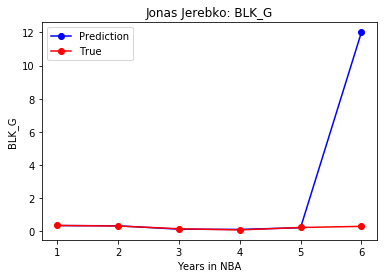 Jonas Jerebko: BLK_G
Prediction
True
12
10
8
6
4
2
0
BLK_G
1 2 3 4 5 6
Years in NBA